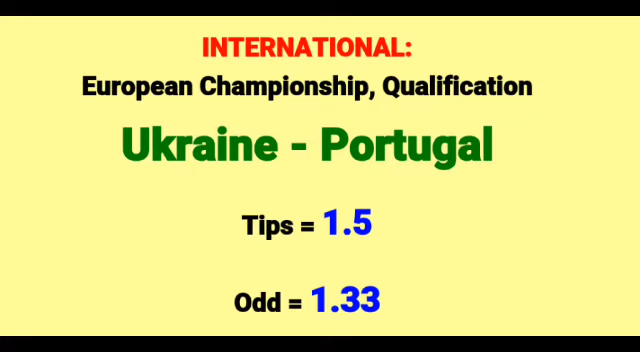 INTERNATIONAL:
European Championship, Qualification
Ukraine - Portugal
Tips = 1.5
Odd = 1.33